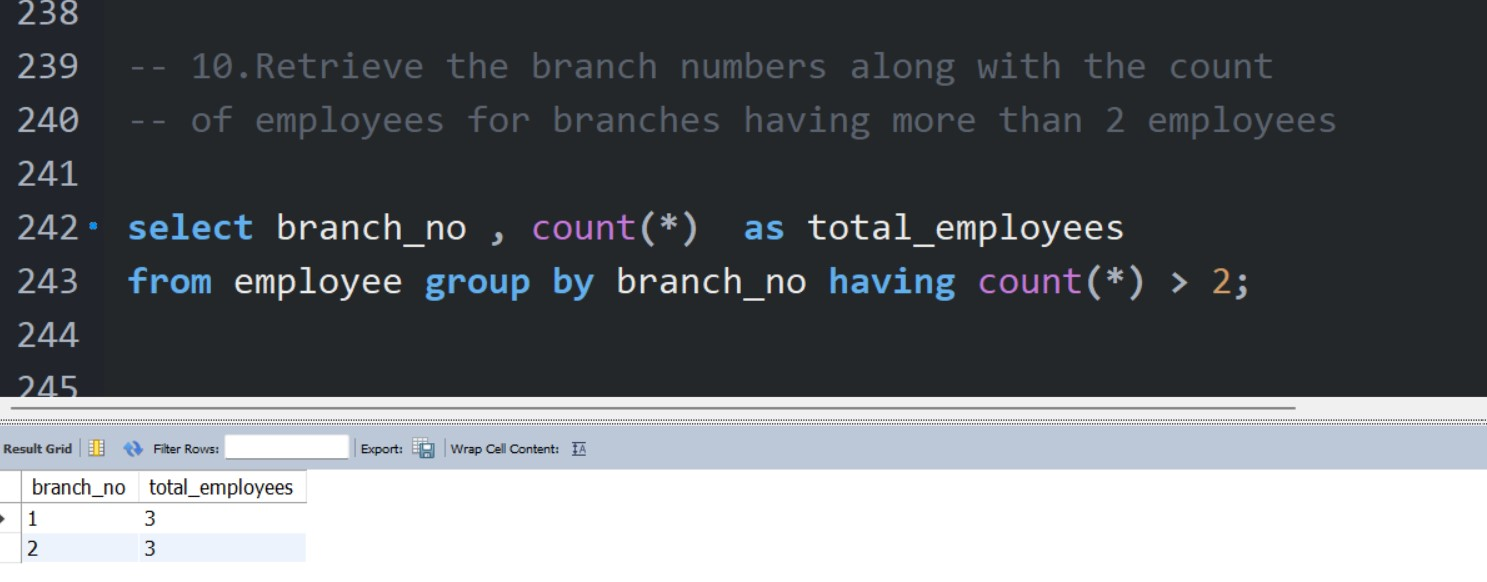 238
239 -- 10.Retrieve the branch numbers along with the count
240 -- of employees for branches having more than 2 employees
241
242 select branch_no , count(*)  as total_employees
243 from employee group by branch_no having count(*) > 2;
244
245
Result Grid Filter Rows: Export: Wrap Cell Content: IA
branch_no total_employees
1 3
2 3